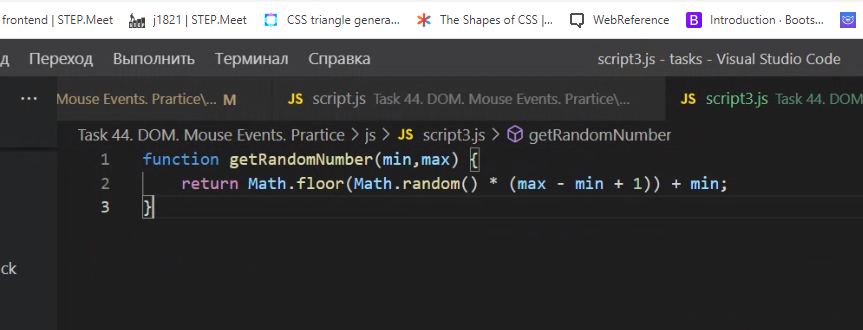 frontend | STEP.Meet j1821 | STEP.Meet CSS triangle genera... The Shapes of CSS |... WebReference B Introduction · Boots...
д Переход Выполнить Терминал Справка script3.js - tasks - Visual Studio Code
... Mouse Events. Prartice\... M JS script.js Task 44. DOM. Mouse Events. Prartice\... JS script3.js Task 44. DOM
Task 44. DOM. Mouse Events. Prartice > js > JS script3.js > getRandomNumber
1 function getRandomNumber(min,max) {
2 return Math.floor(Math.random() * (max - min + 1)) + min;
3 }
ck